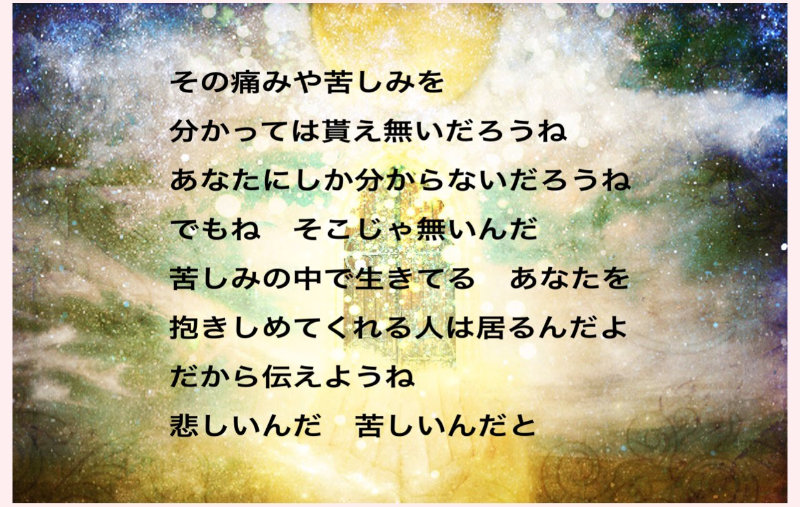 その痛みや苦しみを
分かっては貰え無いだろうね
あなたにしか分からないだろうね
でもね　そこじゃ無いんだ
苦しみの中で生きてる　あなたを
抱きしめてくれる人は居るんだよ
だから伝えようね
悲しいんだ　苦しいんだと